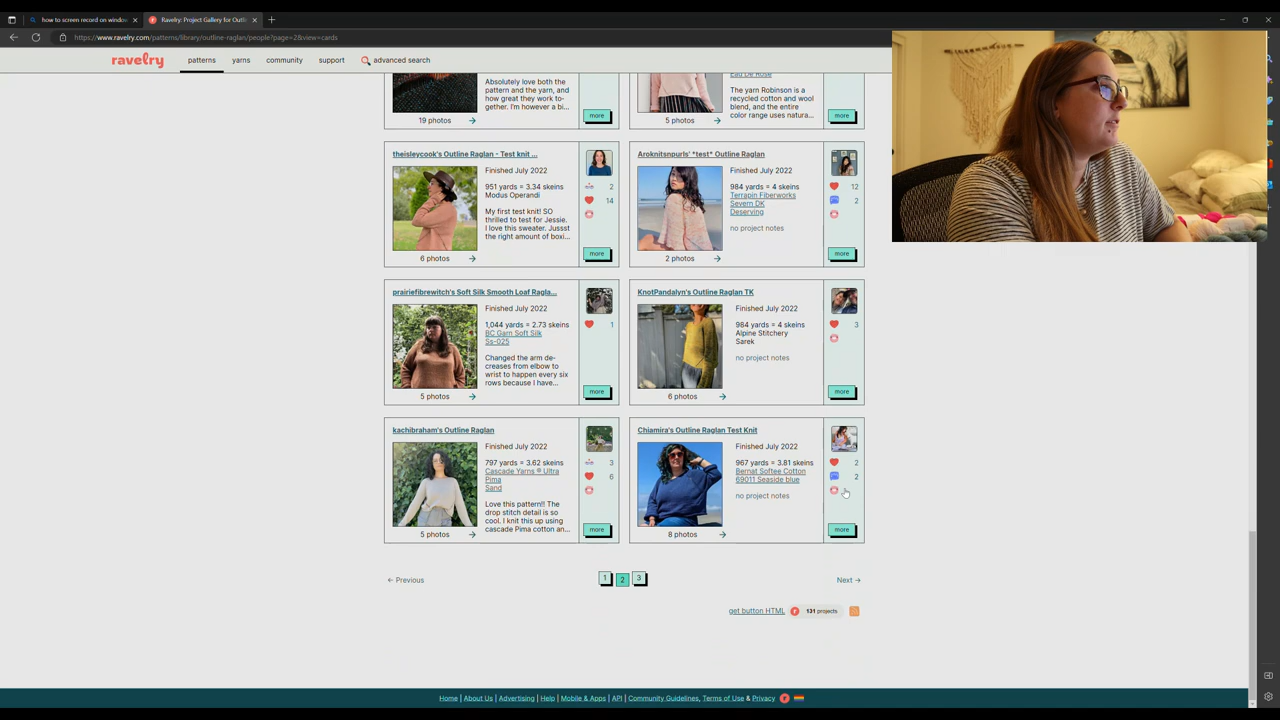 how to screen record on window
Ravelry: Project Gallery for Outli
https://www.ravelry.com/patterns/library/outline-raglan/people?page=2&view=cards
ravelry
patterns
yarns
community
support
advanced search
Absolutely love both the
pattern and the yarn, and
how great they work to-
gether. I'm however a bi...
19 photos
more
Eau De Rose
The yarn Robinson is a
recycled cotton and wool
blend, and the entire
color range uses natura...
5 photos
more
theisleycook's Outline Raglan - Test knit ...
Finished July 2022
951 yards = 3.34 skeins
Modus Operandi
My first test knit! SO
thrilled to test for Jessie.
I love this sweater. Jussst
the right amount of boxi...
6 photos
2
14
more
Aroknitsnpurls' *test* Outline Raglan
Finished July 2022
984 yards = 4 skeins
Terrapin Fiberworks
Severn DK
Deserving
no project notes
2 photos
12
2
more
prairiefibrewitch's Soft Silk Smooth Loaf Ragla...
Finished July 2022
1,044 yards = 2.73 skeins
BC Garn Soft Silk
Ss-025
Changed the arm de-
creases from elbow to
wrist to happen every six
rows because I have...
5 photos
1
more
KnotPandalyn's Outline Raglan TK
Finished July 2022
984 yards = 4 skeins
Alpine Stitchery
Sarek
no project notes
6 photos
3
more
kachibraham's Outline Raglan
Finished July 2022
797 yards = 3.62 skeins
Cascade Yarns ® Ultra
Pima
Sand
Love this pattern!! The
drop stitch detail is so
cool. I knit this up using
cascade Pima cotton an...
5 photos
3
6
more
Chiamira's Outline Raglan Test Knit
Finished July 2022
967 yards = 3.81 skeins
Bernat Softee Cotton
69011 Seaside blue
no project notes
8 photos
2
2
more
← Previous
1 2 3
Next →
get button HTML
131 projects
Home | About Us | Advertising | Help | Mobile & Apps | API | Community Guidelines, Terms of Use & Privacy